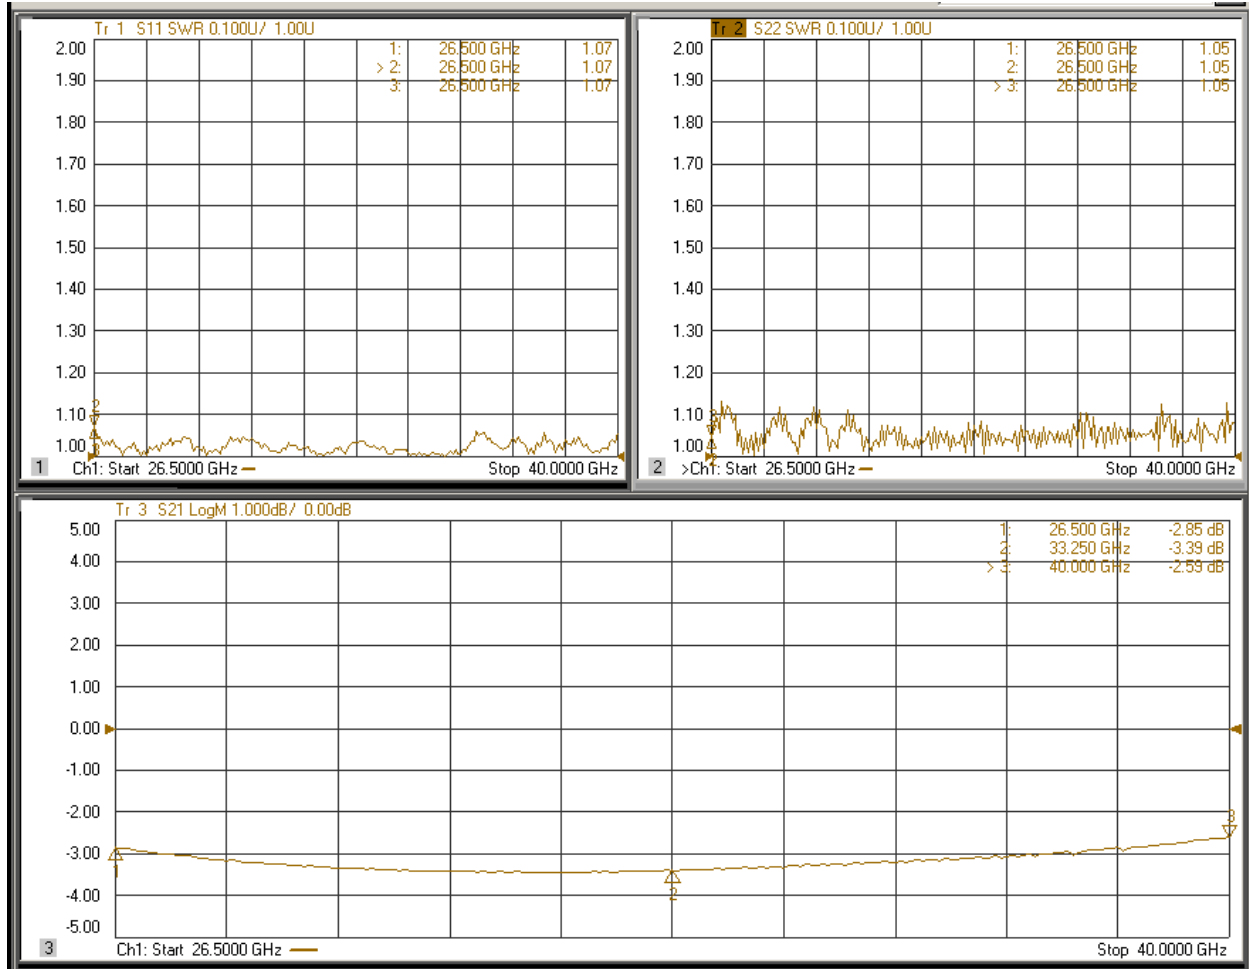 Tr 1 S11 SWR 0.100U/ 1.00U
1: 26.500 GHz 1.07
> 2: 26.500 GHz 1.07
3: 26.500 GHz 1.07
2.00
1.90
1.80
1.70
1.60
1.50
1.40
1.30
1.20
1.10
1.00
1 Ch1: Start 26.5000 GHz Stop 40.0000 GHz
Tr 2 S22 SWR 0.100U/ 1.00U
1: 26.500 GHz 1.05
2: 26.500 GHz 1.05
> 3: 26.500 GHz 1.05
2.00
1.90
1.80
1.70
1.60
1.50
1.40
1.30
1.20
1.10
1.00
2 >Ch1: Start 26.5000 GHz Stop 40.0000 GHz
Tr 3 S21 LogM 1.000dB/ 0.00dB
1: 26.500 GHz -2.85 dB
2: 33.250 GHz -3.39 dB
> 3: 40.000 GHz -2.59 dB
5.00
4.00
3.00
2.00
1.00
0.00
-1.00
-2.00
3
-3.00
1
-4.00
2
-5.00
3 Ch1: Start 26.5000 GHz Stop 40.0000 GHz